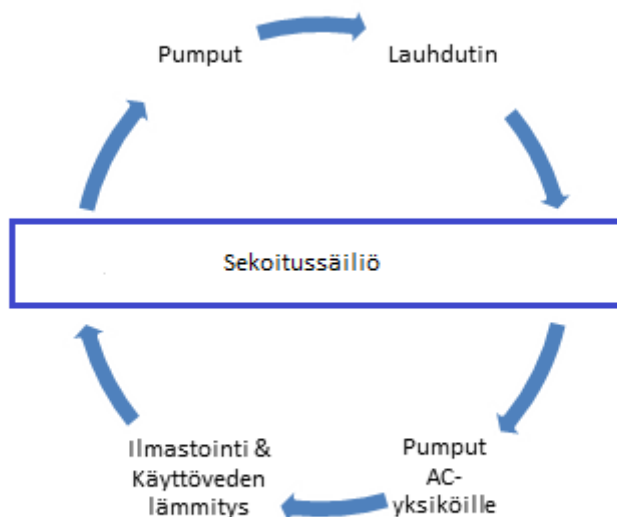 Pumput
Lauhdutin
Sekoitussäiliö
Ilmastointi &
Käyttöveden
lämmitys
Pumput
AC-
yksiköille